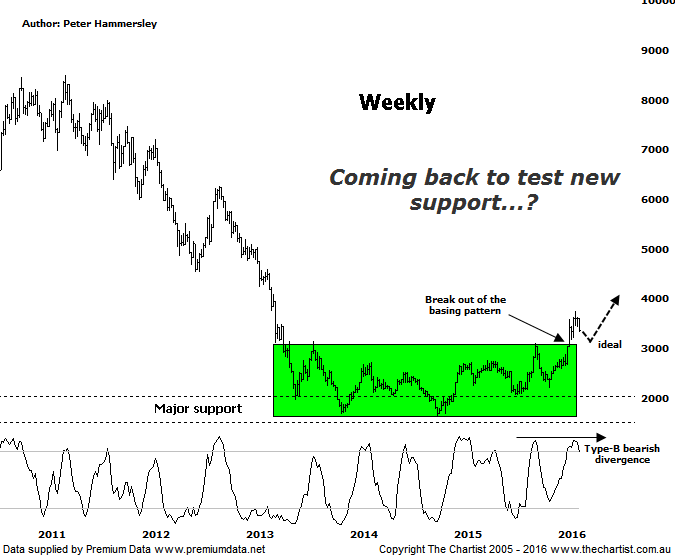 10000
Author: Peter Hammersley
9000
Weekly
8000
7000
Coming back to test new
support...?
6000
5000
4000
Break out of the
basing pattern
ideal
3000
2000
Major support
Type-B bearish
divergence
2011 2012 2013 2014 2015 2016
Data supplied by Premium Data www.premiumdata.net
Copyright The Chartist 2005 - 2016 www.thechartist.com.au